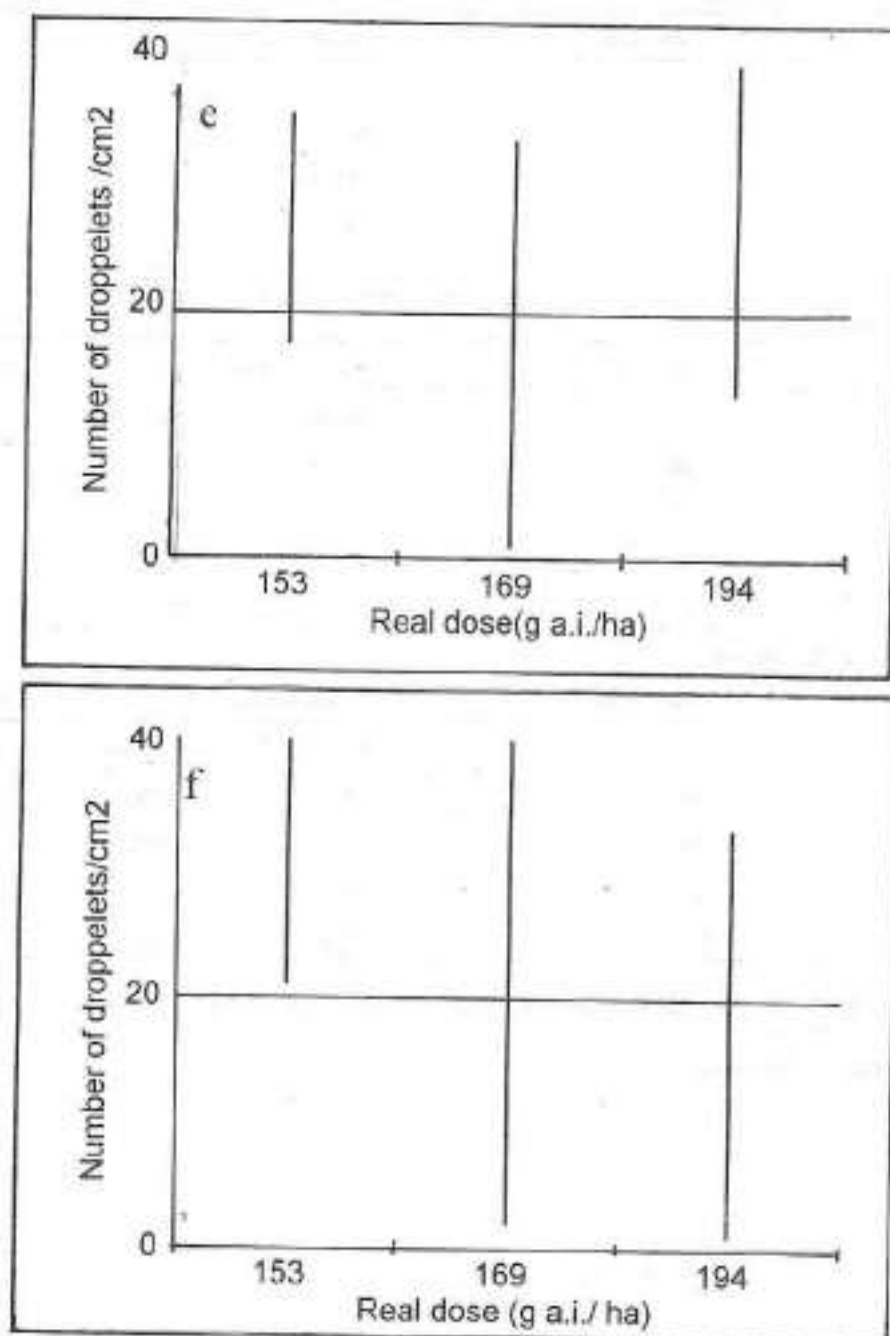 40
e
Number of droppelets /cm2
20
0
153 169 194
Real dose(g a.i./ha)
40
f
Number of droppelets/cm2
20
0
153 169 194
Real dose (g a.i./ ha)